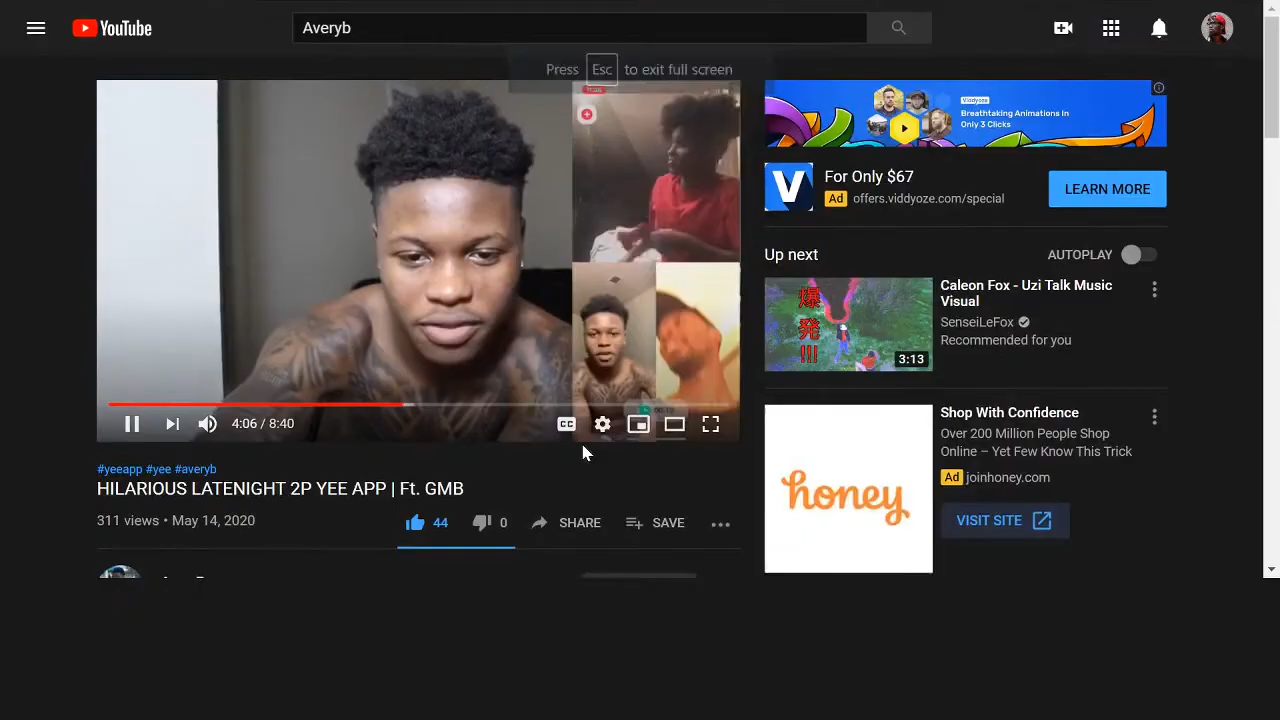 YouTube
Averyb
Press Esc to exit full screen
Viddyoze
Breathtaking Animations In
Only 3 Clicks
V
For Only $67
Ad offers.viddyoze.com/special
LEARN MORE
4:06 / 8:40
CC
#yeeapp #yee #averyb
HILARIOUS LATENIGHT 2P YEE APP | Ft. GMB
311 views • May 14, 2020
44
0
SHARE
SAVE
Up next
AUTOPLAY
爆
発
!!!
3:13
Caleon Fox - Uzi Talk Music
Visual
SenseiLeFox
Recommended for you
honey
Shop With Confidence
Over 200 Million People Shop
Online – Yet Few Know This Trick
Ad joinhoney.com
VISIT SITE